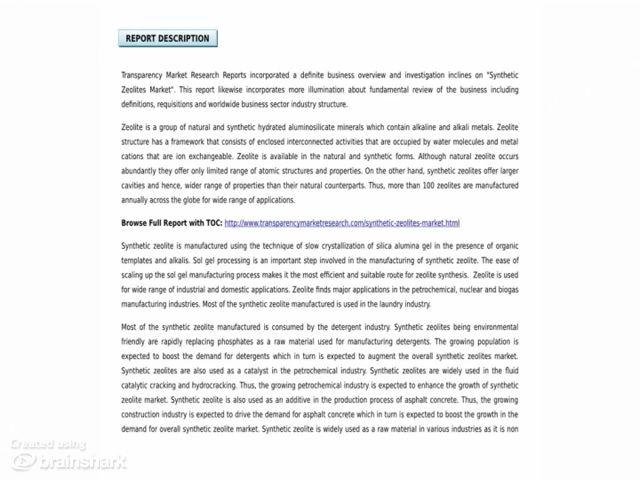 REPORT DESCRIPTION
Transparency Market Research Reports incorporated a definite business overview and investigation inclines on "Synthetic
Zeolites Market". This report likewise incorporates more illumination about fundamental review of the business including
definitions, requisitions and worldwide business sector industry structure.
Zeolite is a group of natural and synthetic hydrated aluminosilicate minerals which contain alkaline and alkali metals. Zeolite
structure has a framework that consists of enclosed interconnected activities that are occupied by water molecules and metal
cations that are ion exchangeable. Zeolite is available in the natural and synthetic forms. Although natural zeolite occurs
abundantly they offer only limited range of atomic structures and properties. On the other hand, synthetic zeolites offer larger
cavities and hence, wider range of properties than their natural counterparts. Thus, more than 100 zeolites are manufactured
annually across the globe for wide range of applications.
Browse Full Report with TOC: http://www.transparencymarketresearch.com/synthetic-zeolites-market.html
Synthetic zeolite is manufactured using the technique of slow crystallization of silica alumina gel in the presence of organic
templates and alkalis. Sol gel processing is an important step involved in the manufacturing of synthetic zeolite. The ease of
scaling up the sol gel manufacturing process makes it the most efficient and suitable route for zeolite synthesis. Zeolite is used
for wide range of industrial and domestic applications. Zeolite finds major applications in the petrochemical, nuclear and biogas
manufacturing industries. Most of the synthetic zeolite manufactured is used in the laundry industry.
Most of the synthetic zeolite manufactured is consumed by the detergent industry. Synthetic zeolites being environmental
friendly are rapidly replacing phosphates as a raw material used for manufacturing detergents. The growing population is
expected to boost the demand for detergents which in turn is expected to augment the overall synthetic zeolites market.
Synthetic zeolites are also used as a catalyst in the petrochemical industry. Synthetic zeolites are widely used in the fluid
catalytic cracking and hydrocracking. Thus, the growing petrochemical industry is expected to enhance the growth of synthetic
zeolite market. Synthetic zeolite is also used as an additive in the production process of asphalt concrete. Thus, the growing
construction industry is expected to drive the demand for asphalt concrete which in turn is expected to boost the growth in the
demand for overall synthetic zeolite market. Synthetic zeolite is widely used as a raw material in various industries as it is non
Created using
brainshark